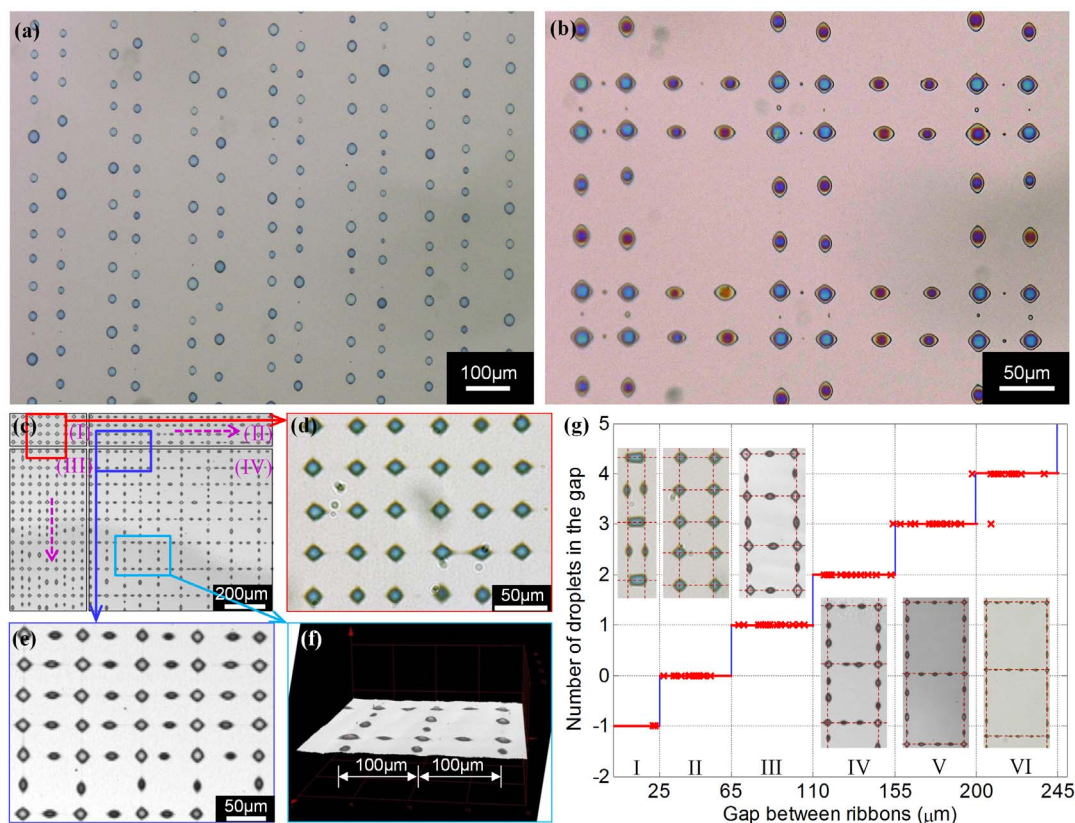 (a)
100µm
(b)
50µm
(c)
(I)
(II)
(III)
(IV)
200µm
(d)
50µm
(e)
50µm
(f)
100µm
100µm
(g)
Number of droplets in the gap
5
4
3
2
1
0
-1
-2
I
II
III
IV
V
VI
25
65
110
155
200
245
Gap between ribbons (µm)